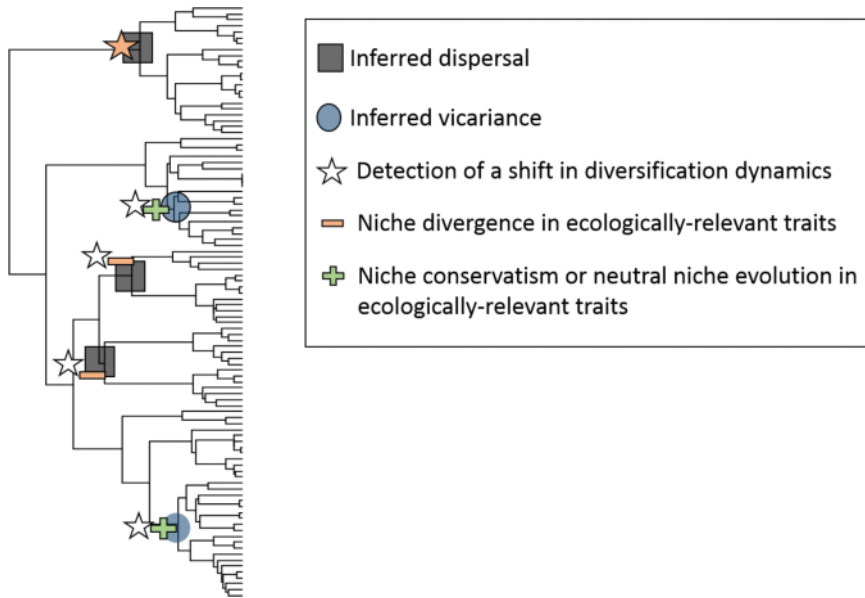 Inferred dispersal
Inferred vicariance
Detection of a shift in diversification dynamics
Niche divergence in ecologically-relevant traits
Niche conservatism or neutral niche evolution in
ecologically-relevant traits